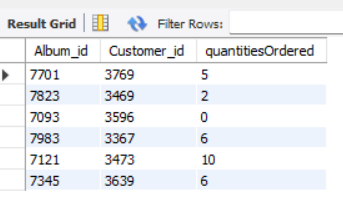 Result Grid Filter Rows:
Album_id Customer_id quantitiesOrdered
7701 3769 5
7823 3469 2
7093 3596 0
7983 3367 6
7121 3473 10
7345 3639 6